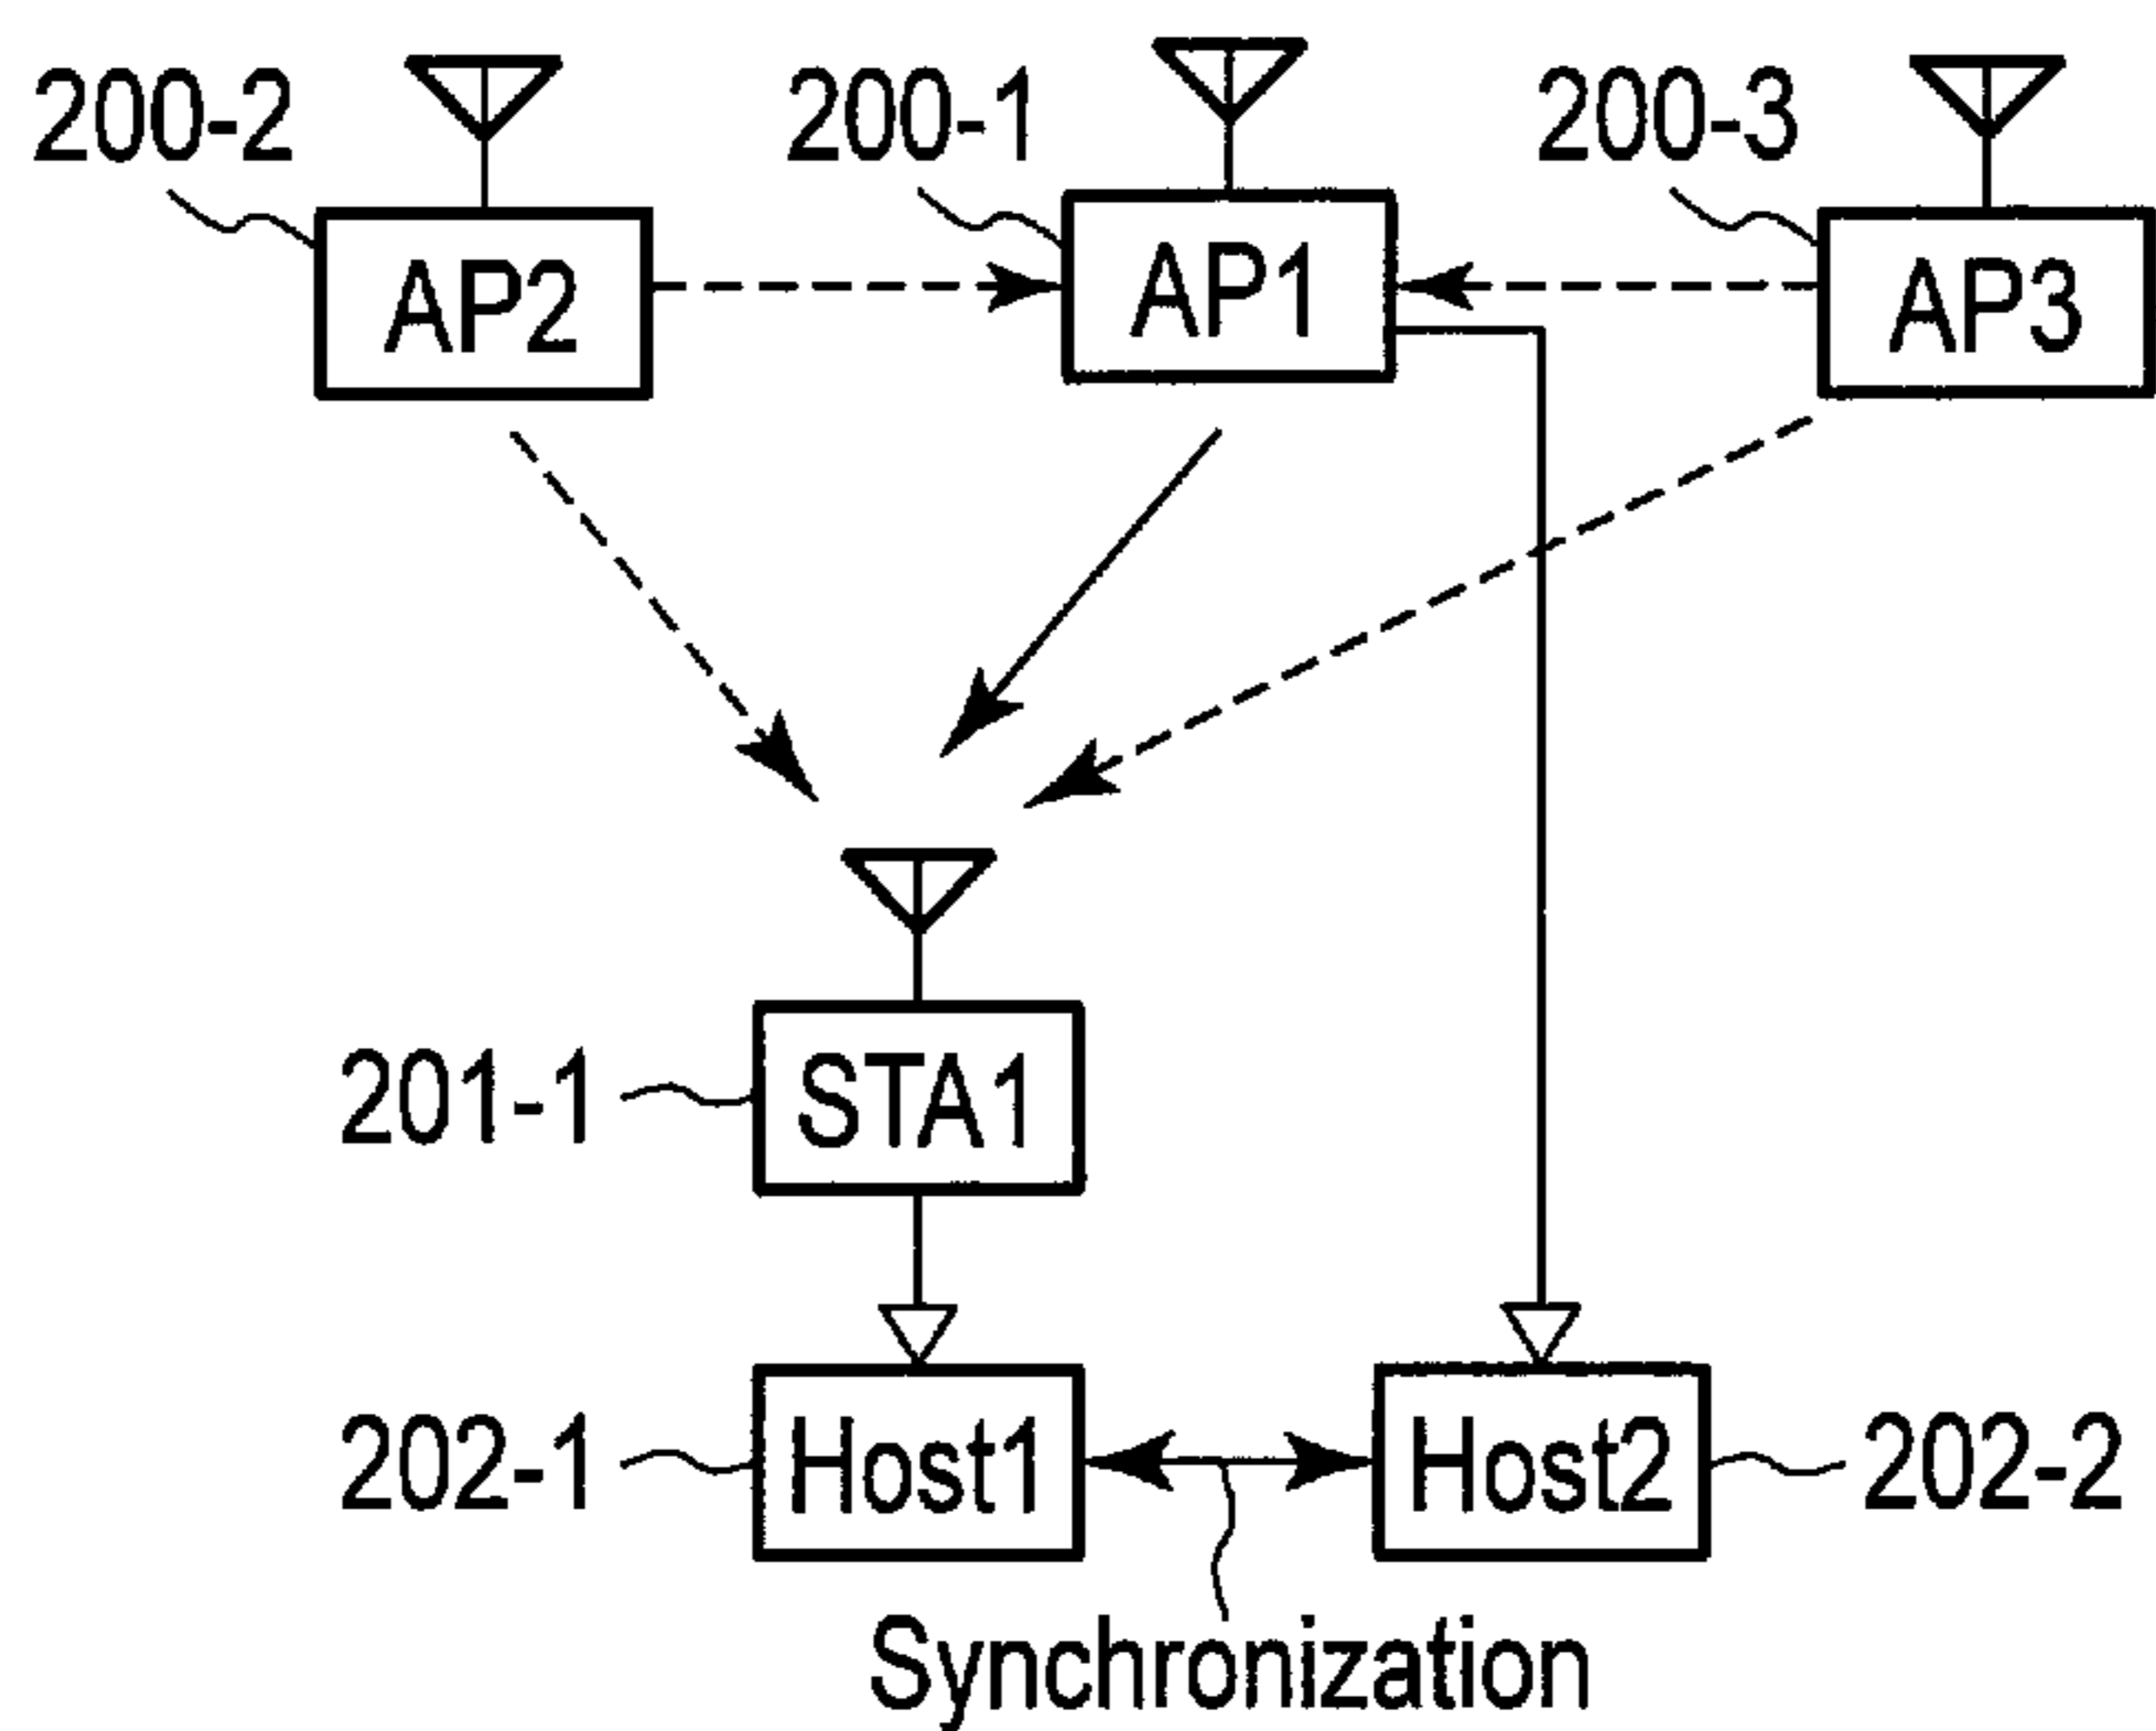 200-2
200-1
200-3
AP2
AP1
AP3
201-1
STA1
202-1
Host1
Host2
202-2
Synchronization